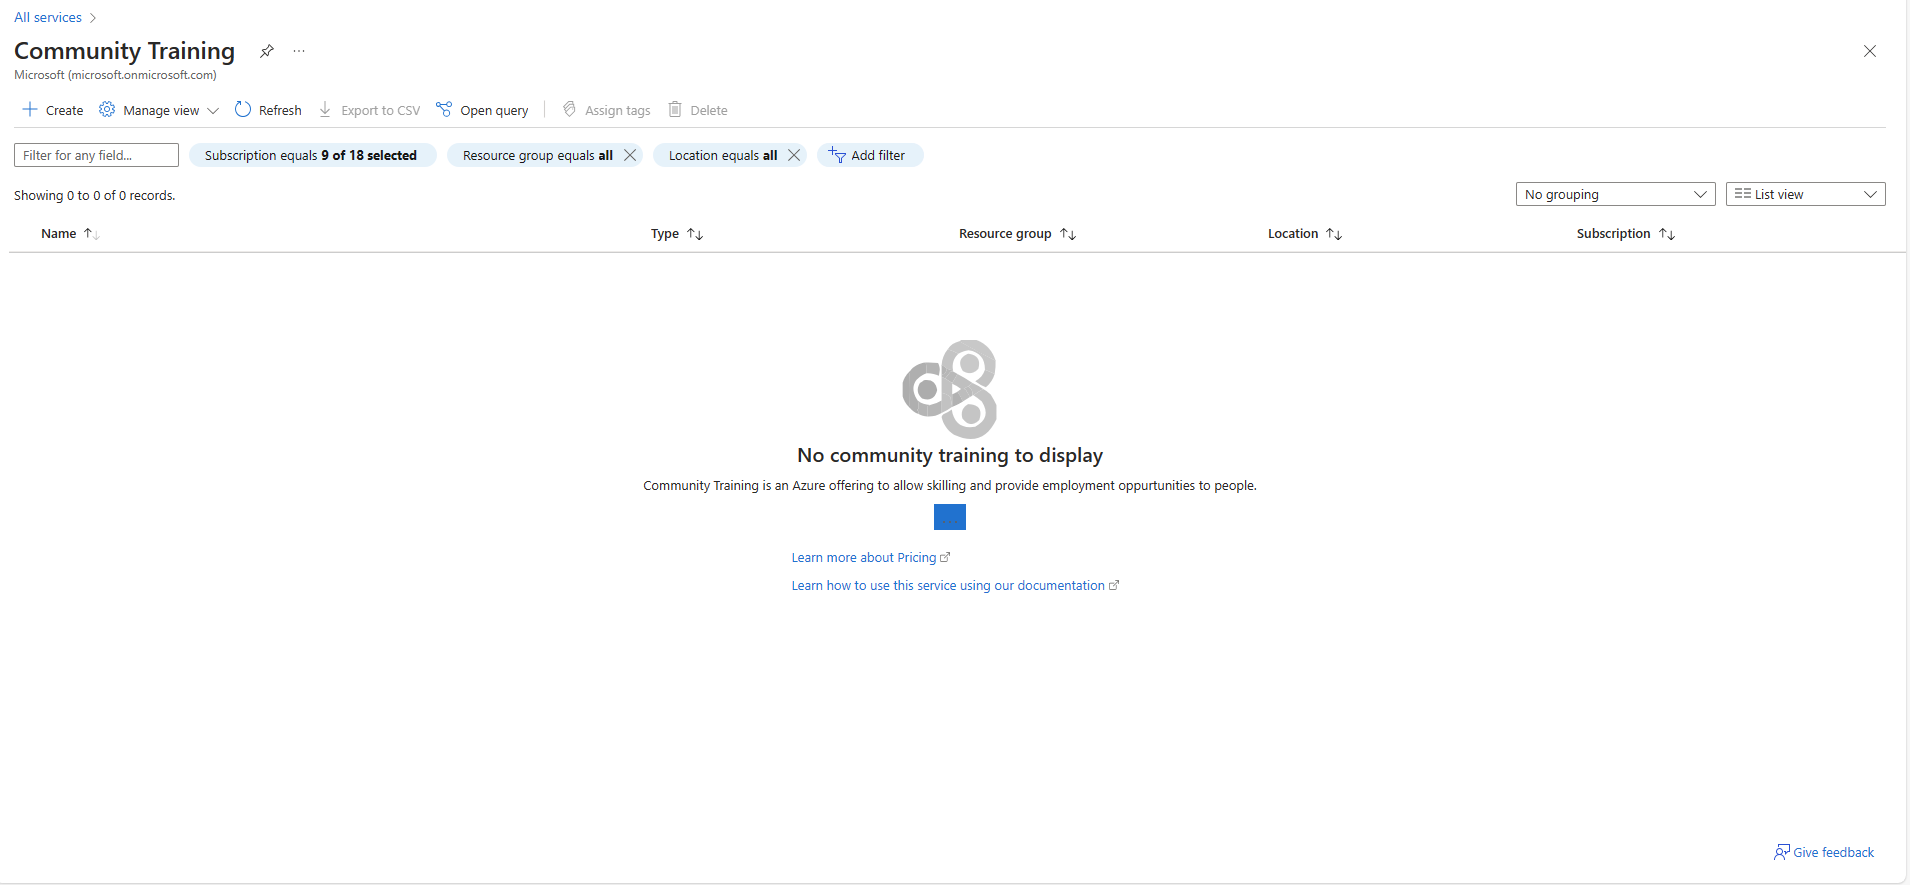 All services
Community Training
Microsoft (microsoft.onmicrosoft.com)
Create Manage view Refresh Export to CSV Open query Assign tags Delete
Filter for any field... Subscription equals 9 of 18 selected Resource group equals all Location equals all Add filter
Showing 0 to 0 of 0 records. No grouping List view
Name Type Resource group Location Subscription
No community training to display
Community Training is an Azure offering to allow skilling and provide employment oppurtunities to people.
Learn more about Pricing
Learn how to use this service using our documentation
Give feedback